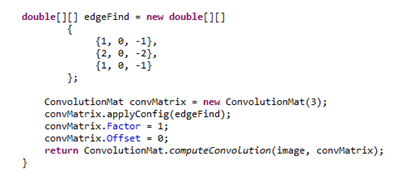 double[][] edgeFind = new double[][]
{
{1, 0, -1},
{2, 0, -2},
{1, 0, -1}
};
ConvolutionMat convMatrix = new ConvolutionMat(3);
convMatrix.applyConfig(edgeFind);
convMatrix.Factor = 1;
convMatrix.Offset = 0;
return ConvolutionMat.computeConvolution(image, convMatrix);
}